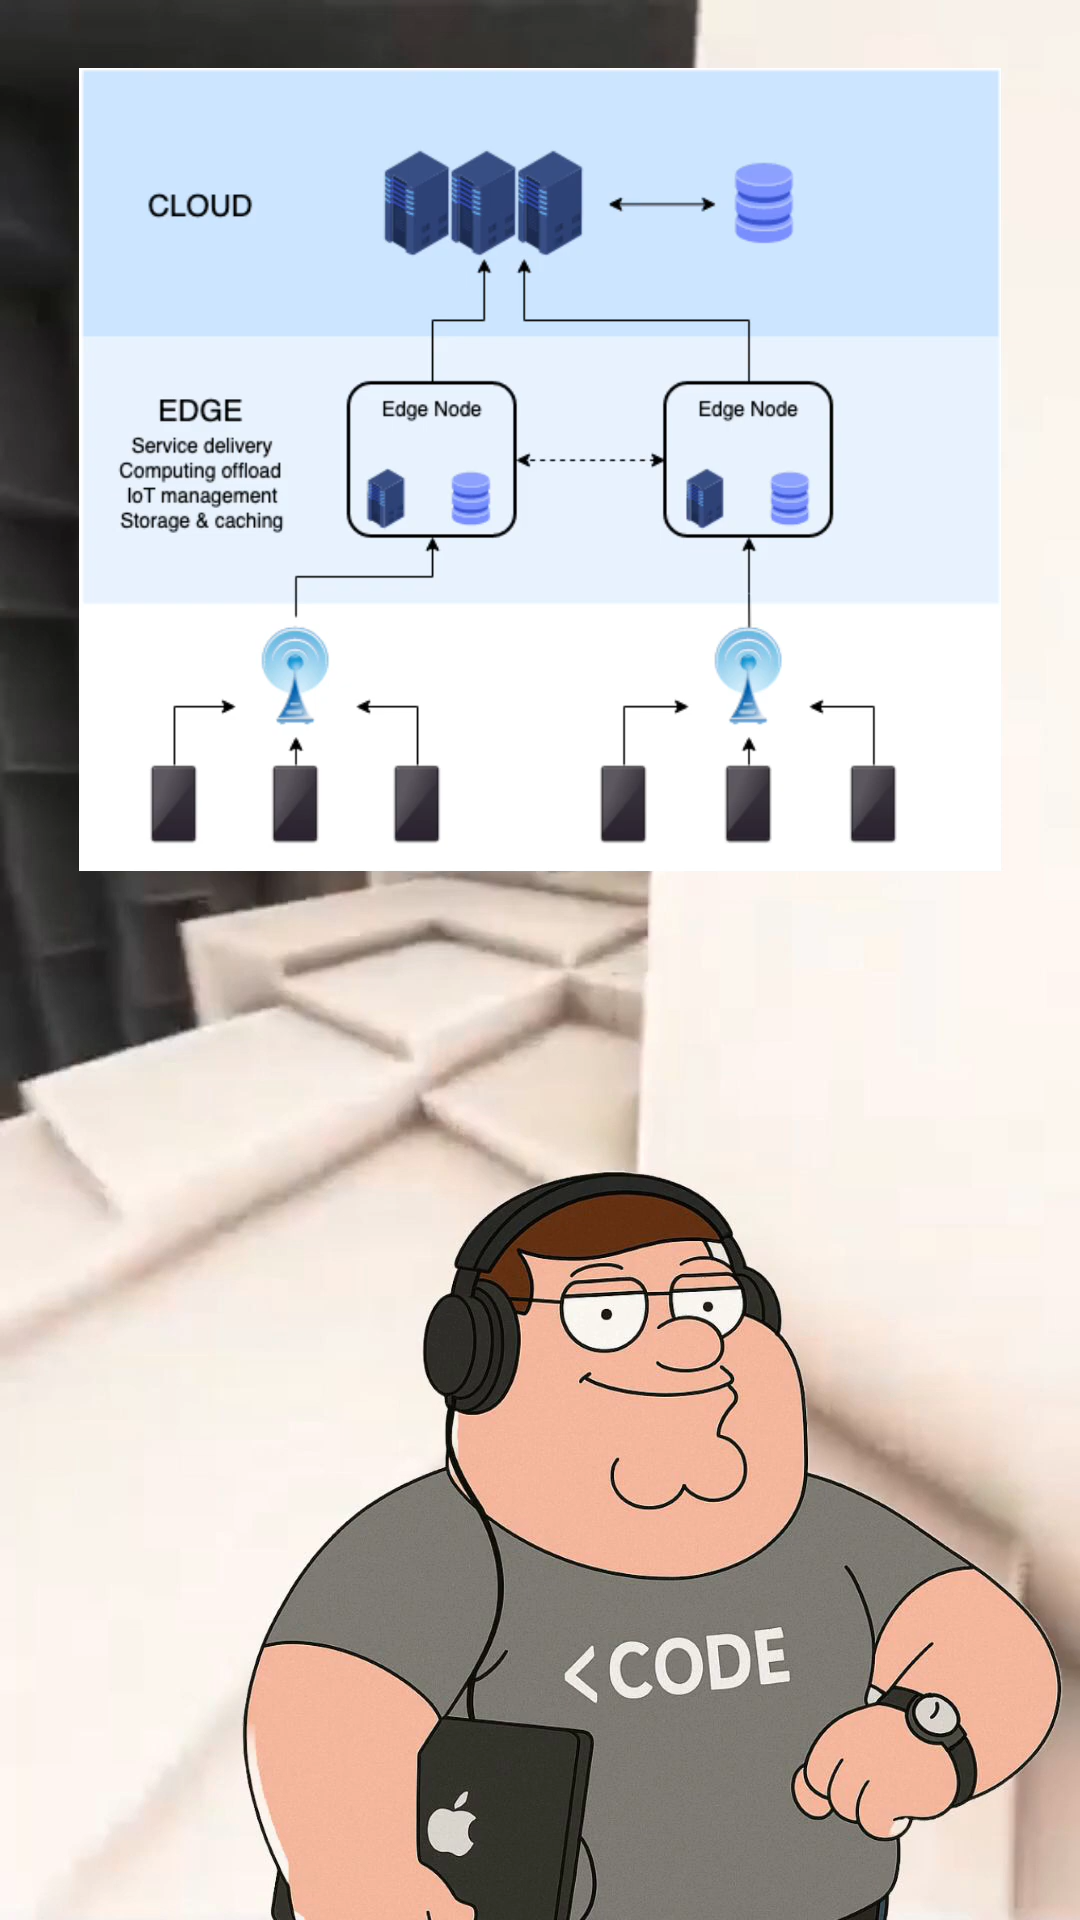 CLOUD
EDGE
Service delivery
Computing offload
IoT management
Storage & caching
Edge Node
Edge Node
<CODE